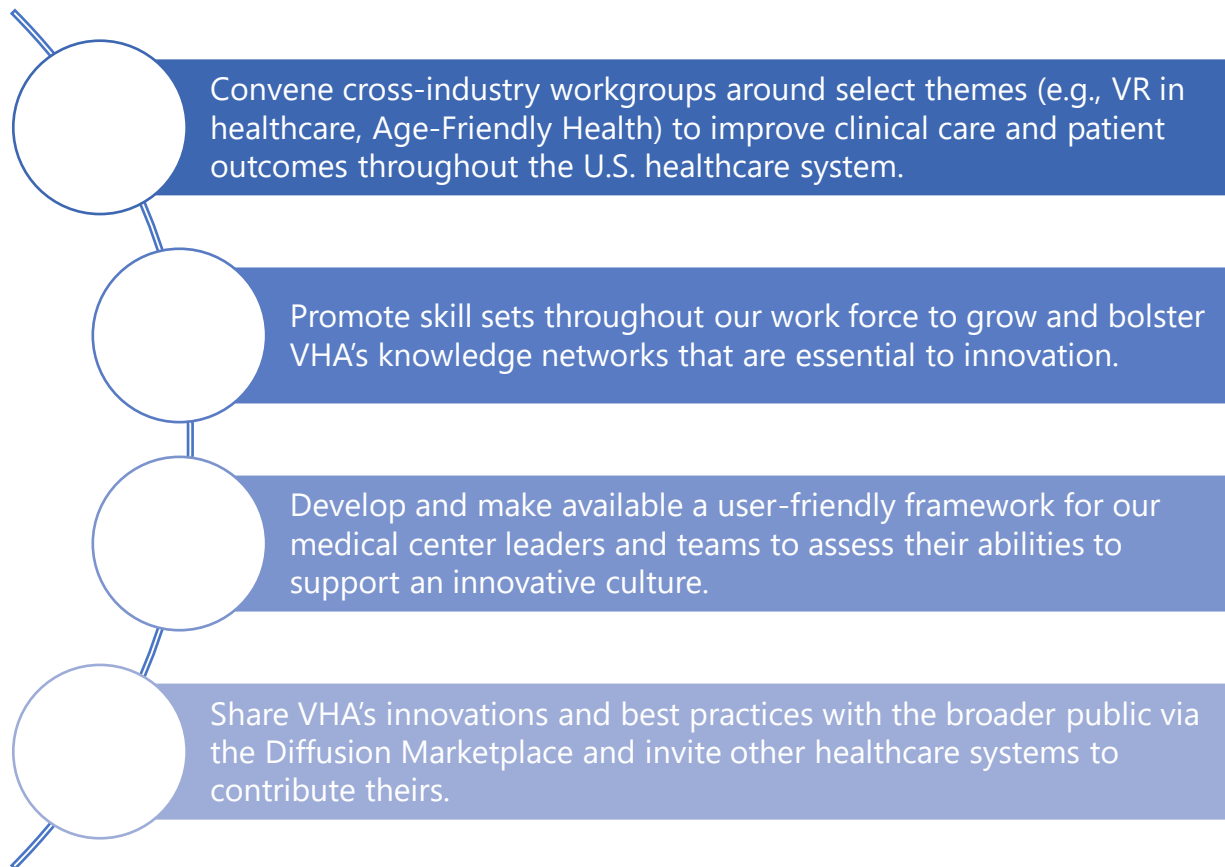 Convene cross-industry workgroups around select themes (e.g., VR in
healthcare, Age-Friendly Health) to improve clinical care and patient
outcomes throughout the U.S. healthcare system.
Promote skill sets throughout our work force to grow and bolster
VHA’s knowledge networks that are essential to innovation.
Develop and make available a user-friendly framework for our
medical center leaders and teams to assess their abilities to
support an innovative culture.
Share VHA’s innovations and best practices with the broader public via
the Diffusion Marketplace and invite other healthcare systems to
contribute theirs.